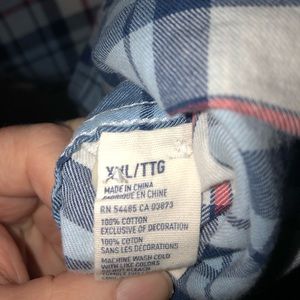 XXL/TTG
MADE IN CHINA
FABRIQUE EN CHINE
RN 54485 CA 03873
100% COTTON
EXCLUSIVE OF DECORATION
100% COTON
SANS LES DÉCORATIONS
MACHINE WASH COLD
WITH LIKE COLORS